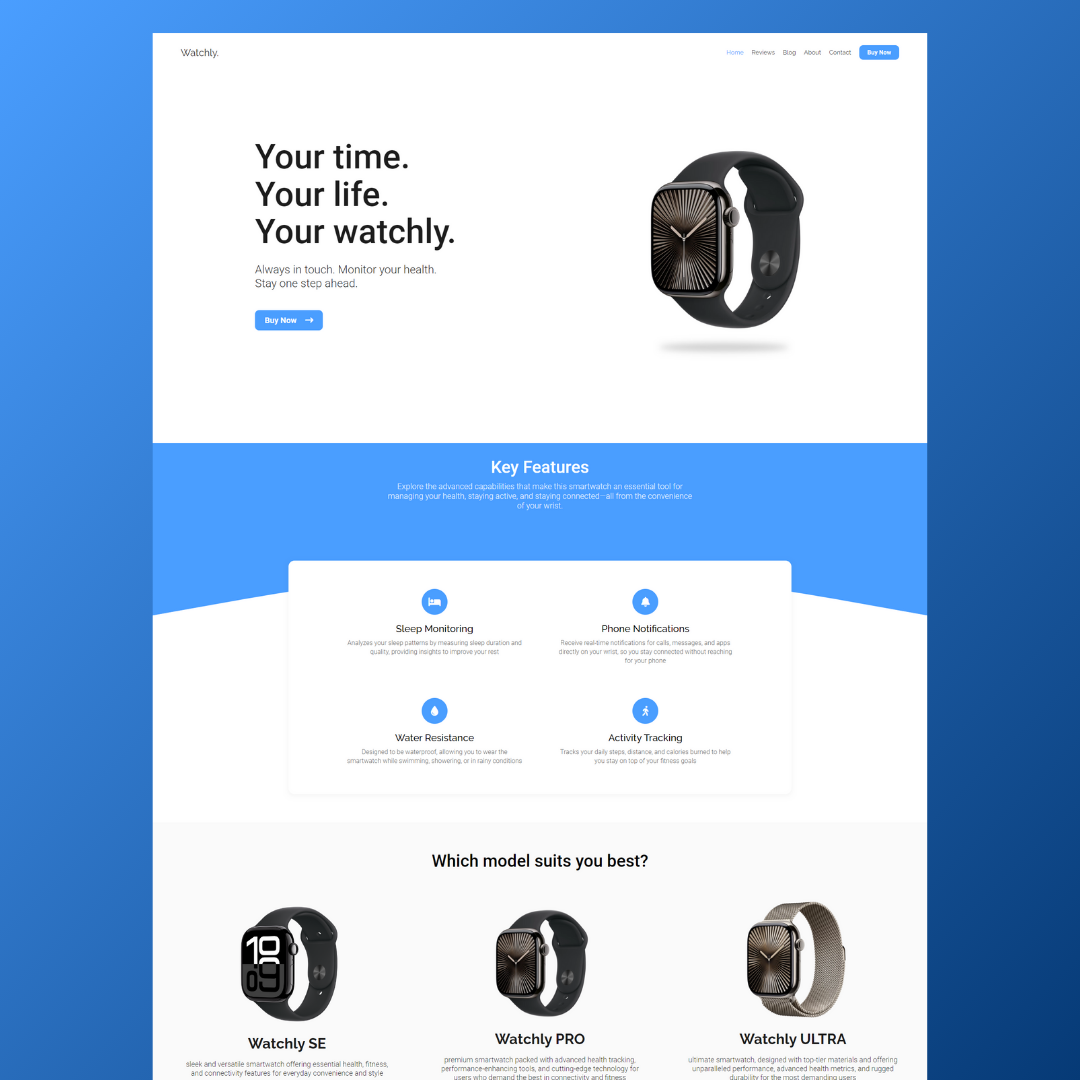 Watchly.
Home Reviews Blog About Contact Buy Now
Your time.
Your life.
Your watchly.
Always in touch. Monitor your health.
Stay one step ahead.
Buy Now
Key Features
Explore the advanced capabilities that make this smartwatch an essential tool for
managing your health, staying active, and staying connected—all from the convenience
of your wrist.
Sleep Monitoring
Analyzes your sleep patterns by measuring sleep duration and
quality, providing insights to improve your rest
Phone Notifications
Receive real-time notifications for calls, messages, and apps
directly on your wrist, so you stay connected without reaching
for your phone
Water Resistance
Designed to be waterproof, allowing you to wear the
smartwatch while swimming, showering, or in rainy conditions
Activity Tracking
Tracks your daily steps, distance, and calories burned to help
you stay on top of your fitness goals
Which model suits you best?
10
09
Watchly SE
sleek and versatile smartwatch offering essential health, fitness,
and connectivity features for everyday convenience and style
Watchly PRO
premium smartwatch packed with advanced health tracking,
performance-enhancing tools, and cutting-edge technology for
users who demand the best in connectivity and fitness
Watchly ULTRA
ultimate smartwatch, designed with top-tier materials and offering
unparalleled performance, advanced health metrics, and rugged
durability for the most demanding users